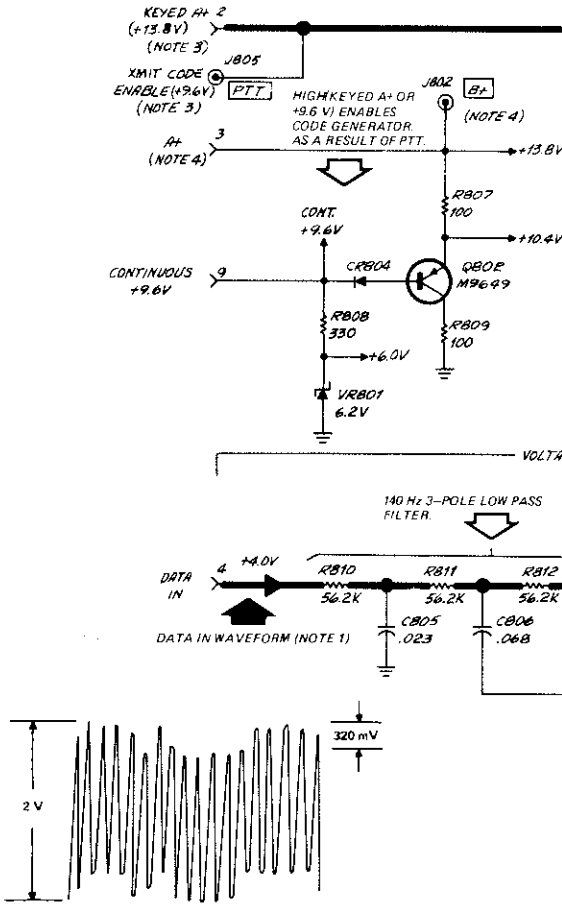 KEYED A+ 2
(+13.8V)
(NOTE 3)
J805
XMIT CODE
ENABLE(+9.6V)
PTT
(NOTE 3)
HIGH(KEYED A+ OR
+9.6 V) ENABLES
CODE GENERATOR
AS A RESULT OF PTT.
J802
B+
(NOTE 4)
A+ 3
(NOTE 4)
+13.8V
R807
100
+10.4V
CONT.
+9.6V
CONTINUOUS 9
+9.6V
CR804
Q802
M9649
R808
330
R809
100
+6.0V
VR801
6.2V
VOLTA
140 Hz 3-POLE LOW PASS
FILTER.
DATA 4
IN
+4.0V
R810
56.2K
R811
56.2K
R812
56.2K
C805
.023
C806
.068
DATA IN WAVEFORM (NOTE 1)
320 mV
2 V